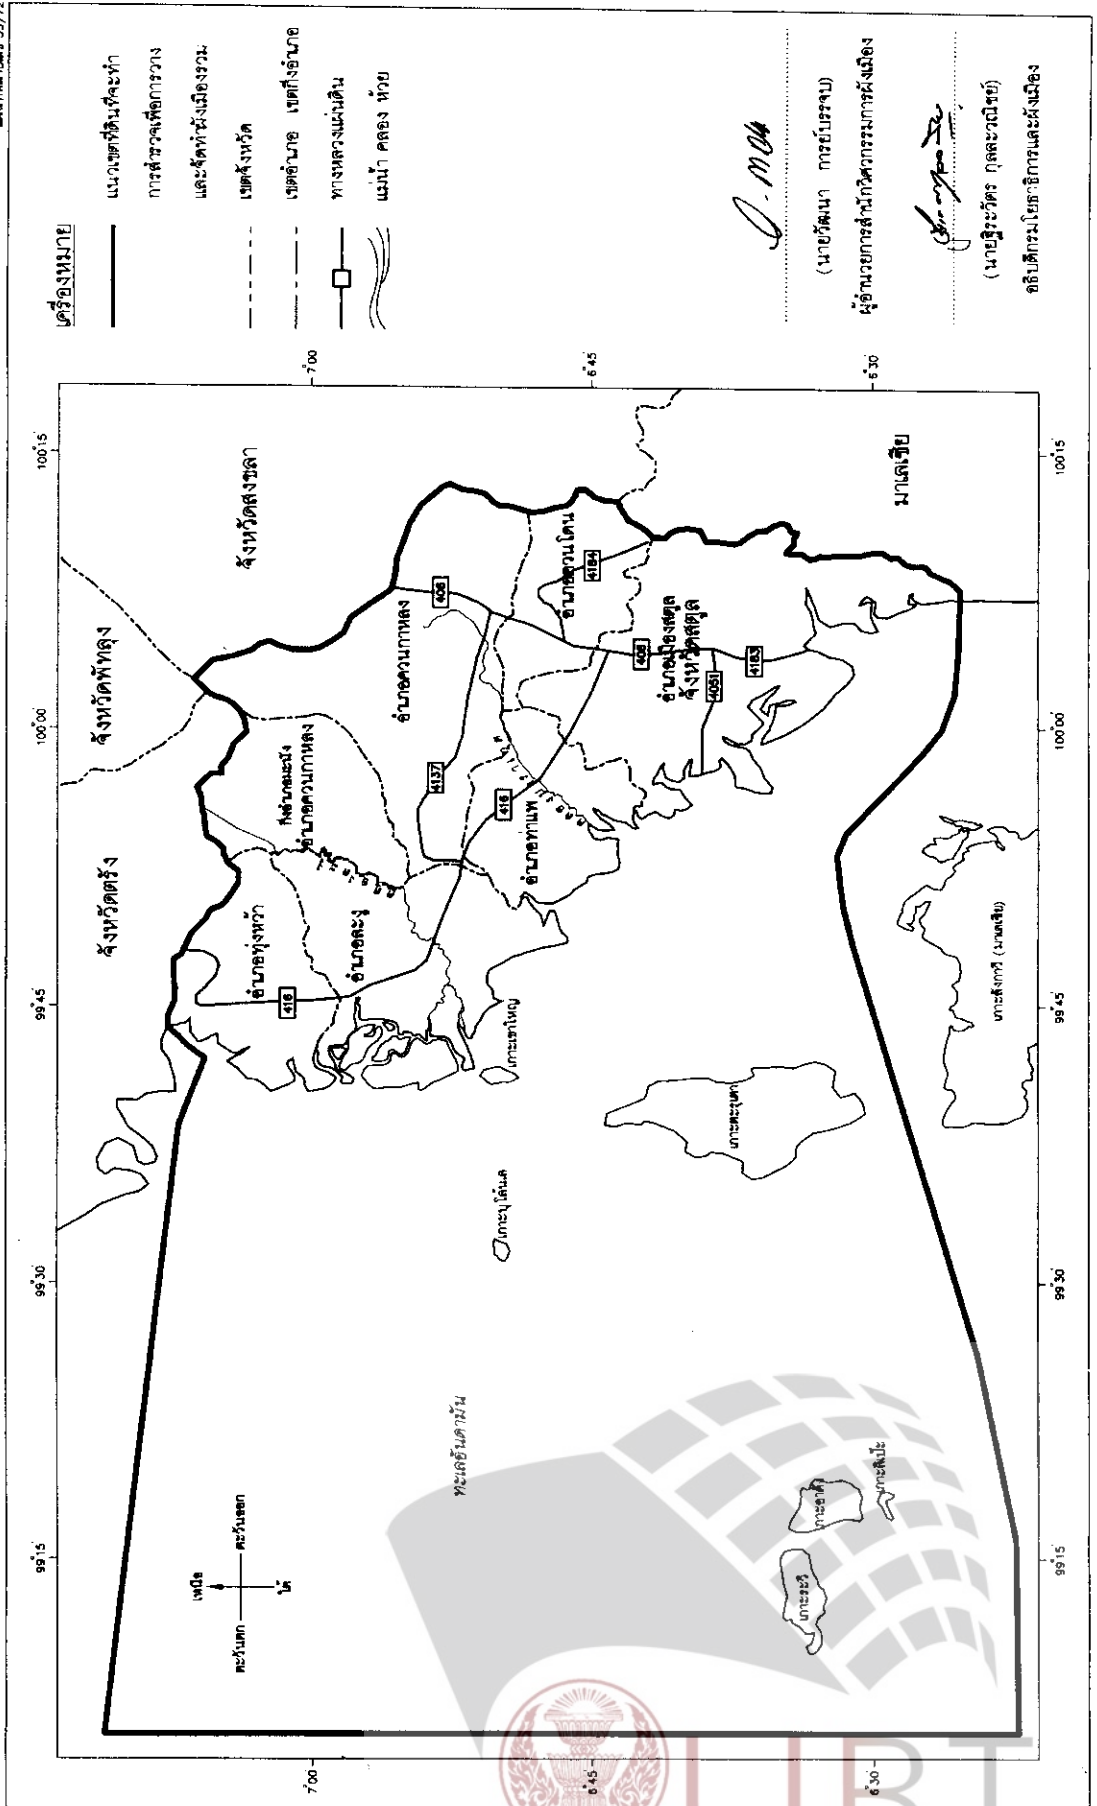 เครื่องหมาย
แนวเขตที่ดินที่จะทำ
การสำรวจเพื่อการวาง
และจัดทำผังเมืองรวม
เขตจังหวัด
เขตอำเภอ เขตกิ่งอำเภอ
ทางหลวงแผ่นดิน
แม่น้ำ คลอง ห้วย
(นายวัฒนา การย์บรรจบ)
ผู้อำนวยการสำนักวิศวกรรมการผังเมือง
(นายฐิระวัตร กุลละวณิชย์)
อธิบดีกรมโยธาธิการและผังเมือง
99°15'
99°30'
99°45'
100°00'
100°15'
7°00'
6°45'
6°30'
7°00'
6°45'
6°30'
99°15'
99°30'
99°45'
100°00'
100°15'
เหนือ
ตะวันตก
ตะวันออก
ใต้
จังหวัดตรัง
จังหวัดพัทลุง
จังหวัดสงขลา
มาเลเซีย
อำเภอทุ่งหว้า
กิ่งอำเภอมะนัง
อำเภอควนกาหลง
อำเภอละงู
อำเภอควนกาหลง
อำเภอท่าแพ
อำเภอควนโดน
อำเภอเมืองสตูล
จังหวัดสตูล
416
4137
416
406
4184
406
4051
4183
ทะเลอันดามัน
เกาะเขาใหญ่
เกาะบุโล้นเล
เกาะตะรุเตา
เกาะลังกาวี (มาเลเซีย)
เกาะอาดัง
เกาะราวี
เกาะหลีเป๊ะ